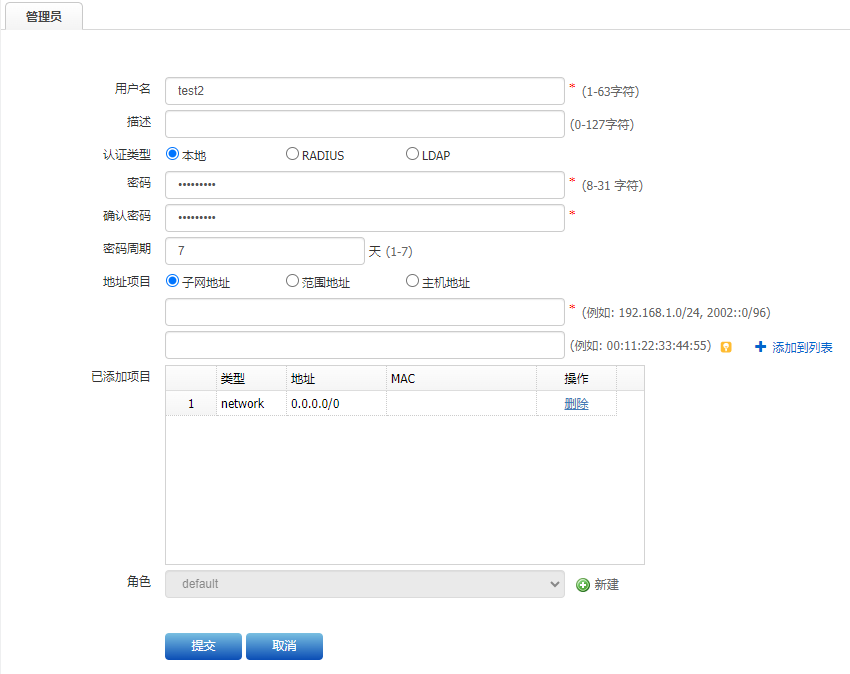 管理员
用户名 test2 * (1-63字符)
描述 (0-127字符)
认证类型 本地 RADIUS LDAP
密码 ••••••••• * (8-31 字符)
确认密码 ••••••••• *
密码周期 7 天 (1-7)
地址项目 子网地址 范围地址 主机地址
* (例如: 192.168.1.0/24, 2002::0/96)
(例如: 00:11:22:33:44:55) ? 添加到列表
已添加项目 类型 地址 MAC 操作
1 network 0.0.0.0/0 删除
角色 default 新建
提交 取消